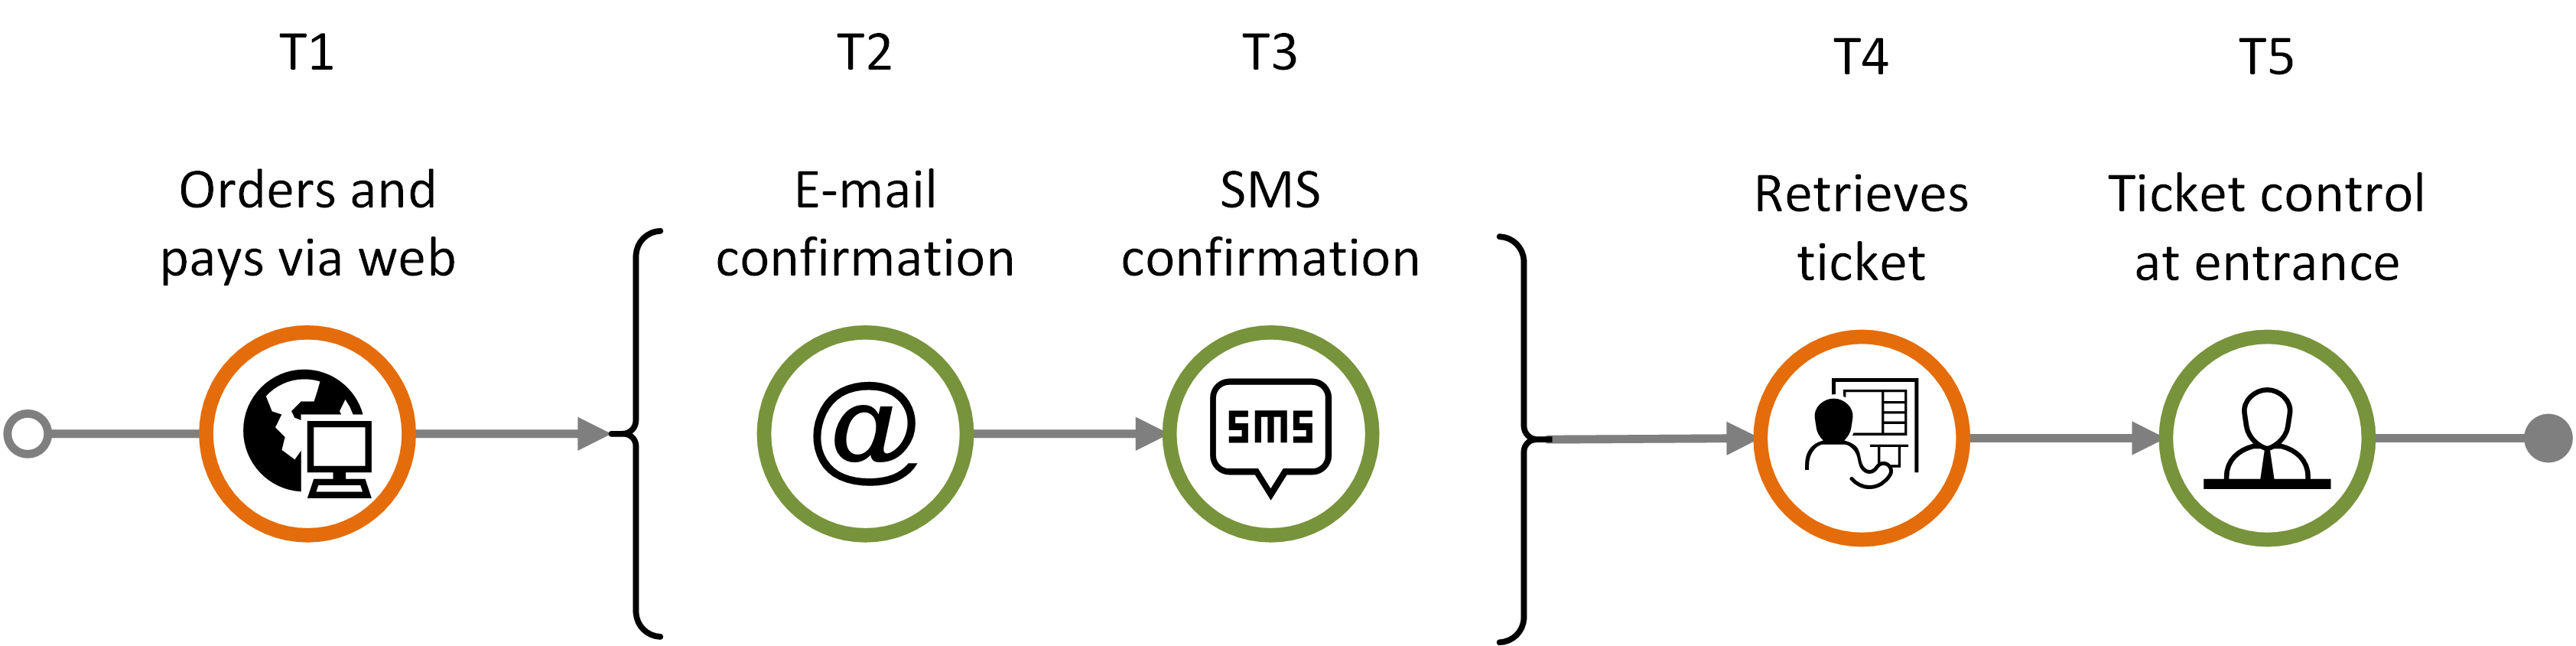 T1
T2
T3
T4
T5
Orders and
pays via web
E-mail
confirmation
SMS
confirmation
Retrieves
ticket
Ticket control
at entrance
@
SMS